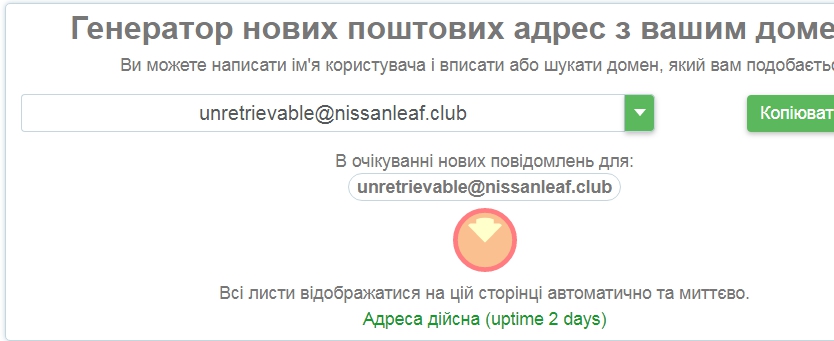 Генератор нових поштових адрес з вашим доме
Ви можете написати ім'я користувача і вписати або шукати домен, який вам подобаєтьс
unretrievable@nissanleaf.club
Копіюват
В очікуванні нових повідомлень для:
unretrievable@nissanleaf.club
Всі листи відображатися на цій сторінці автоматично та миттєво.
Адреса дійсна (uptime 2 days)